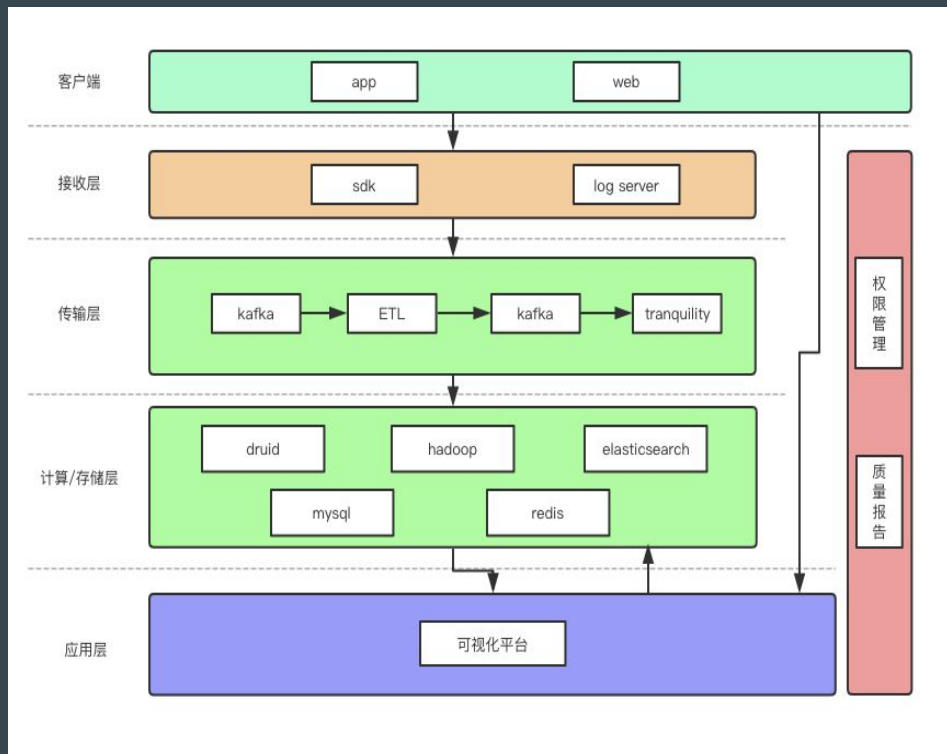 客户端
app
web
接收层
sdk
log server
传输层
kafka
ETL
kafka
tranquility
权限管理
计算/存储层
druid
hadoop
elasticsearch
mysql
redis
质量报告
应用层
可视化平台